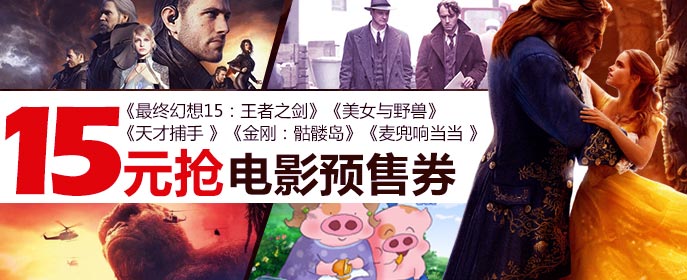 《最终幻想15：王者之剑》《美女与野兽》
《天才捕手 》《金刚：骷髅岛》《麦兜响当当 》
15元抢电影预售券